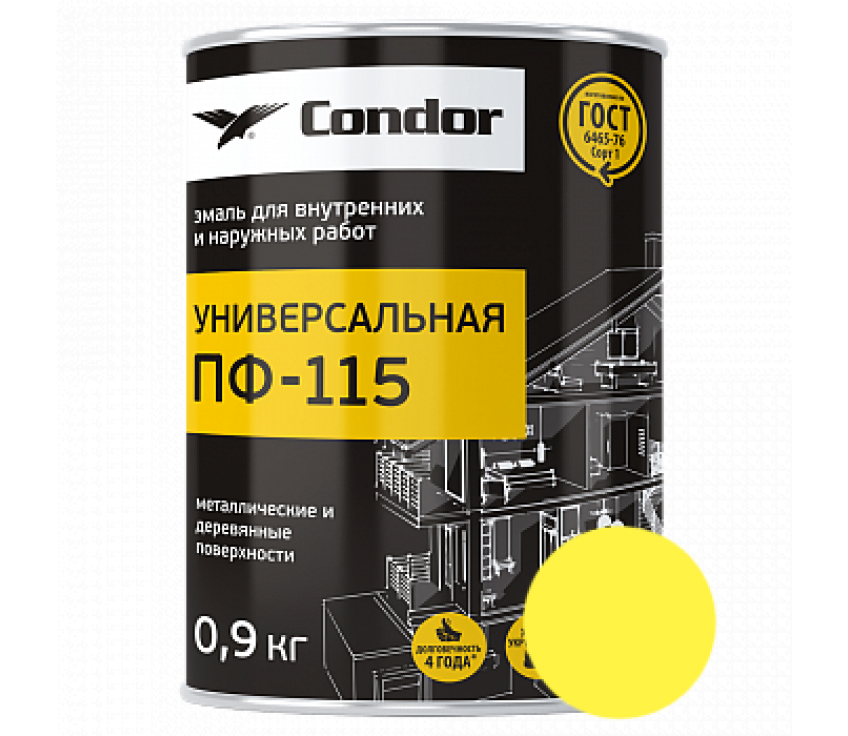 Condor
®
ГОСТ
6465-76
Сорт 1
эмаль для внутренних
и наружных работ
УНИВЕРСАЛЬНАЯ
ПФ-115
металлические и
деревянные
поверхности
0,9 кг
ДОЛГОВЕЧНОСТЬ
4 ГОДА*